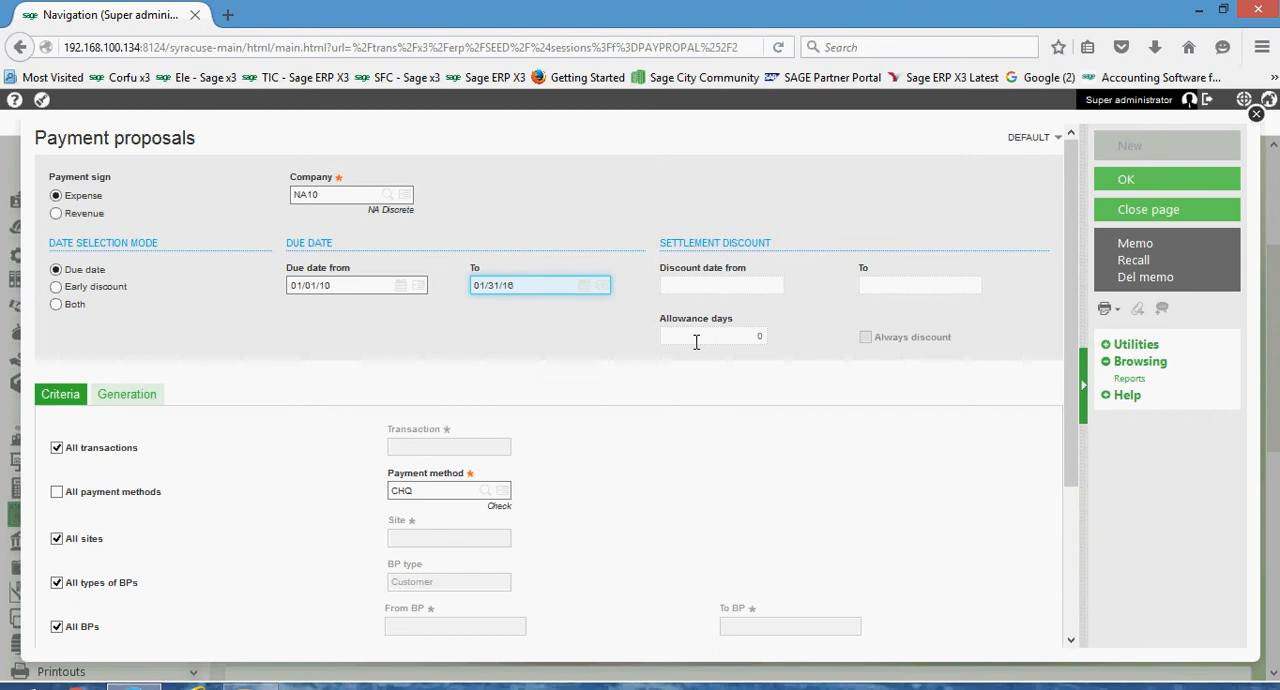 sage Navigation (Super admini...
192.168.100.134:8124/syracuse-main/html/main.html?url=%2Ftrans%2Fx3%2Ferp%2FSEED%2F%24sessions%3Ff%3DPAYPROPAL%252F2%
Search
Most Visited sage Corfu x3 sage Ele - Sage x3 sage TIC - Sage ERP X3 sage SFC - Sage x3 sage Sage ERP X3 Getting Started Sage City Community SAGE Partner Portal Sage ERP X3 Latest Google (2) sage Accounting Software f... »
Super administrator
Payment proposals
DEFAULT
New
OK
Close page
Memo
Recall
Del memo
Utilities
Browsing
Reports
Help
Payment sign
Expense
Revenue
Company *
NA10
NA Discrete
DATE SELECTION MODE
DUE DATE
SETTLEMENT DISCOUNT
Due date
Early discount
Both
Due date from
01/01/10
To
01/31/16
Discount date from
To
Allowance days
0
Always discount
Criteria
Generation
All transactions
Transaction *
All payment methods
Payment method *
CHQ
Check
All sites
Site *
All types of BPs
BP type
Customer
All BPs
From BP *
To BP *
Printouts